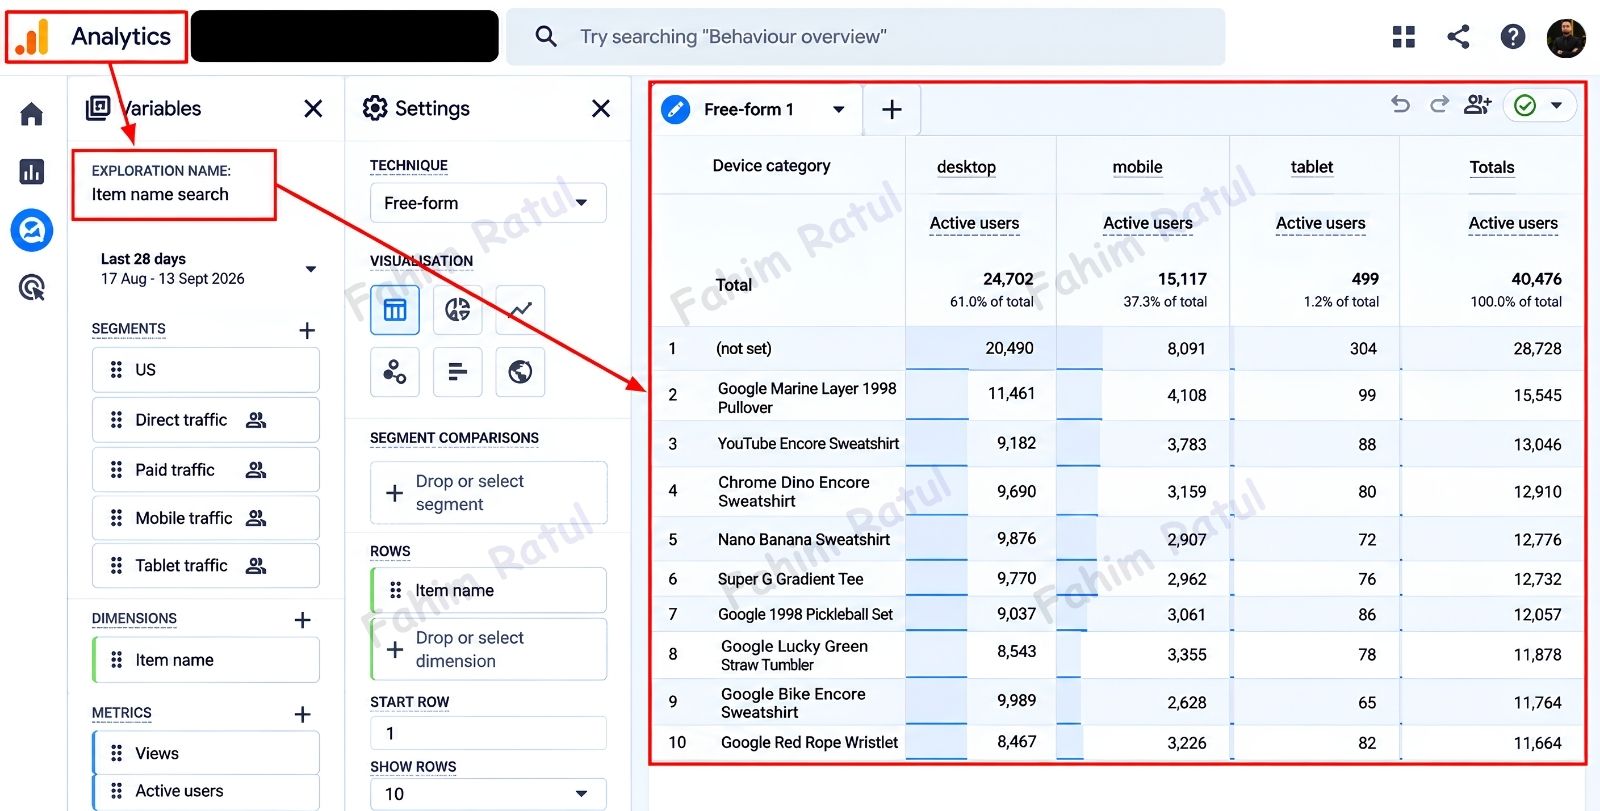 Analytics
Try searching "Behaviour overview"
Variables
EXPLORATION NAME:
Item name search
Last 28 days
17 Aug - 13 Sept 2026
SEGMENTS
US
Direct traffic
Paid traffic
Mobile traffic
Tablet traffic
DIMENSIONS
Item name
METRICS
Views
Active users
Settings
TECHNIQUE
Free-form
VISUALISATION
SEGMENT COMPARISONS
Drop or select
segment
ROWS
Item name
Drop or select
dimension
START ROW
1
SHOW ROWS
10
Free-form 1
Device category desktop mobile tablet Totals
Active users Active users Active users Active users
Total 24,702 15,117 499 40,476
61.0% of total 37.3% of total 1.2% of total 100.0% of total
1 (not set) 20,490 8,091 304 28,728
2 Google Marine Layer 1998
Pullover 11,461 4,108 99 15,545
3 YouTube Encore Sweatshirt 9,182 3,783 88 13,046
4 Chrome Dino Encore
Sweatshirt 9,690 3,159 80 12,910
5 Nano Banana Sweatshirt 9,876 2,907 72 12,776
6 Super G Gradient Tee 9,770 2,962 76 12,732
7 Google 1998 Pickleball Set 9,037 3,061 86 12,057
8 Google Lucky Green
Straw Tumbler 8,543 3,355 78 11,878
9 Google Bike Encore
Sweatshirt 9,989 2,628 65 11,764
10 Google Red Rope Wristlet 8,467 3,226 82 11,664
Fahim Ratul
Fahim Ratul
Fahim Ratul
Fahim Ratul
Fahim Ratul
Fahim Ratul